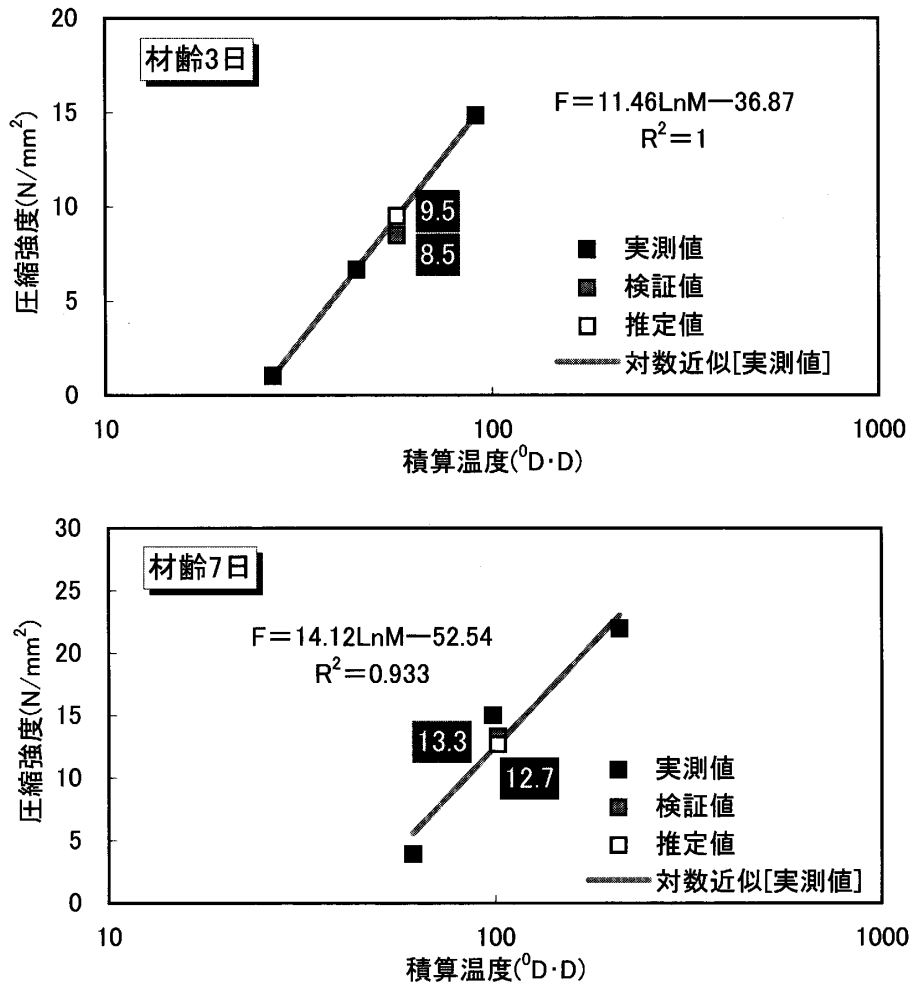 材齢3日
F=11.46LnM—36.87
R²=1
圧縮強度(N/mm²)
20
15
10
5
0
9.5
8.5
実測値
検証値
推定値
対数近似[実測値]
10
100
1000
積算温度(⁰D·D)
材齢7日
F=14.12LnM—52.54
R²=0.933
圧縮強度(N/mm²)
30
25
20
15
10
5
0
13.3
12.7
実測値
検証値
推定値
対数近似[実測値]
10
100
1000
積算温度(⁰D·D)